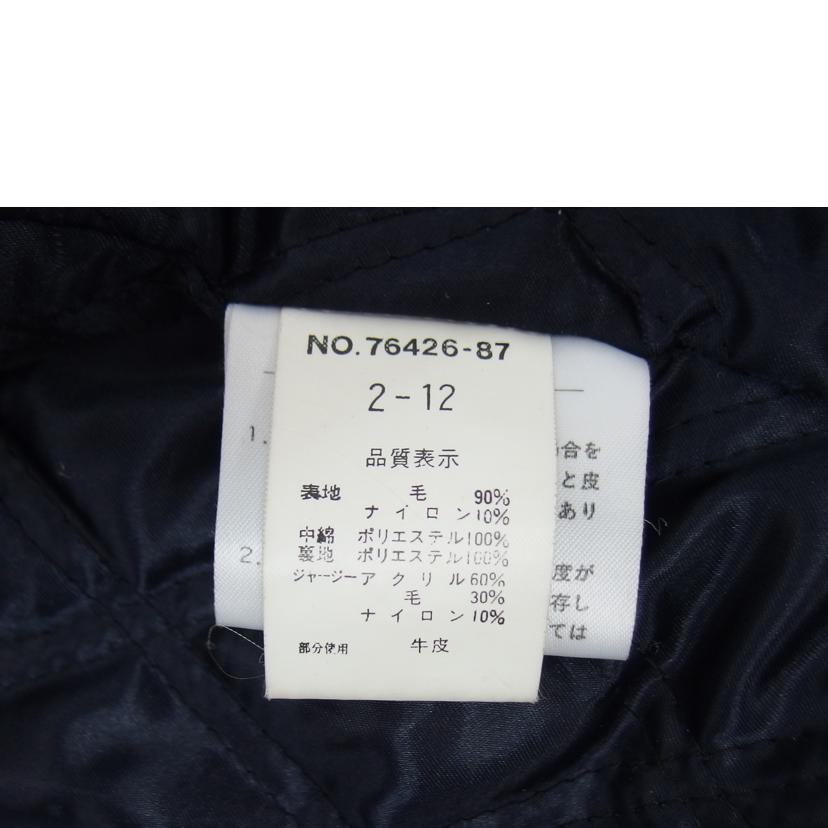 NO.76426-87
2-12
品質表示
表地 毛 90%
ナイロン10%
中綿 ポリエステル100%
裏地 ポリエステル100%
ジャージーアクリル60%
毛 30%
ナイロン10%
部分使用 牛皮
1.
合を
と皮
あり
2.
度が
存し
ては